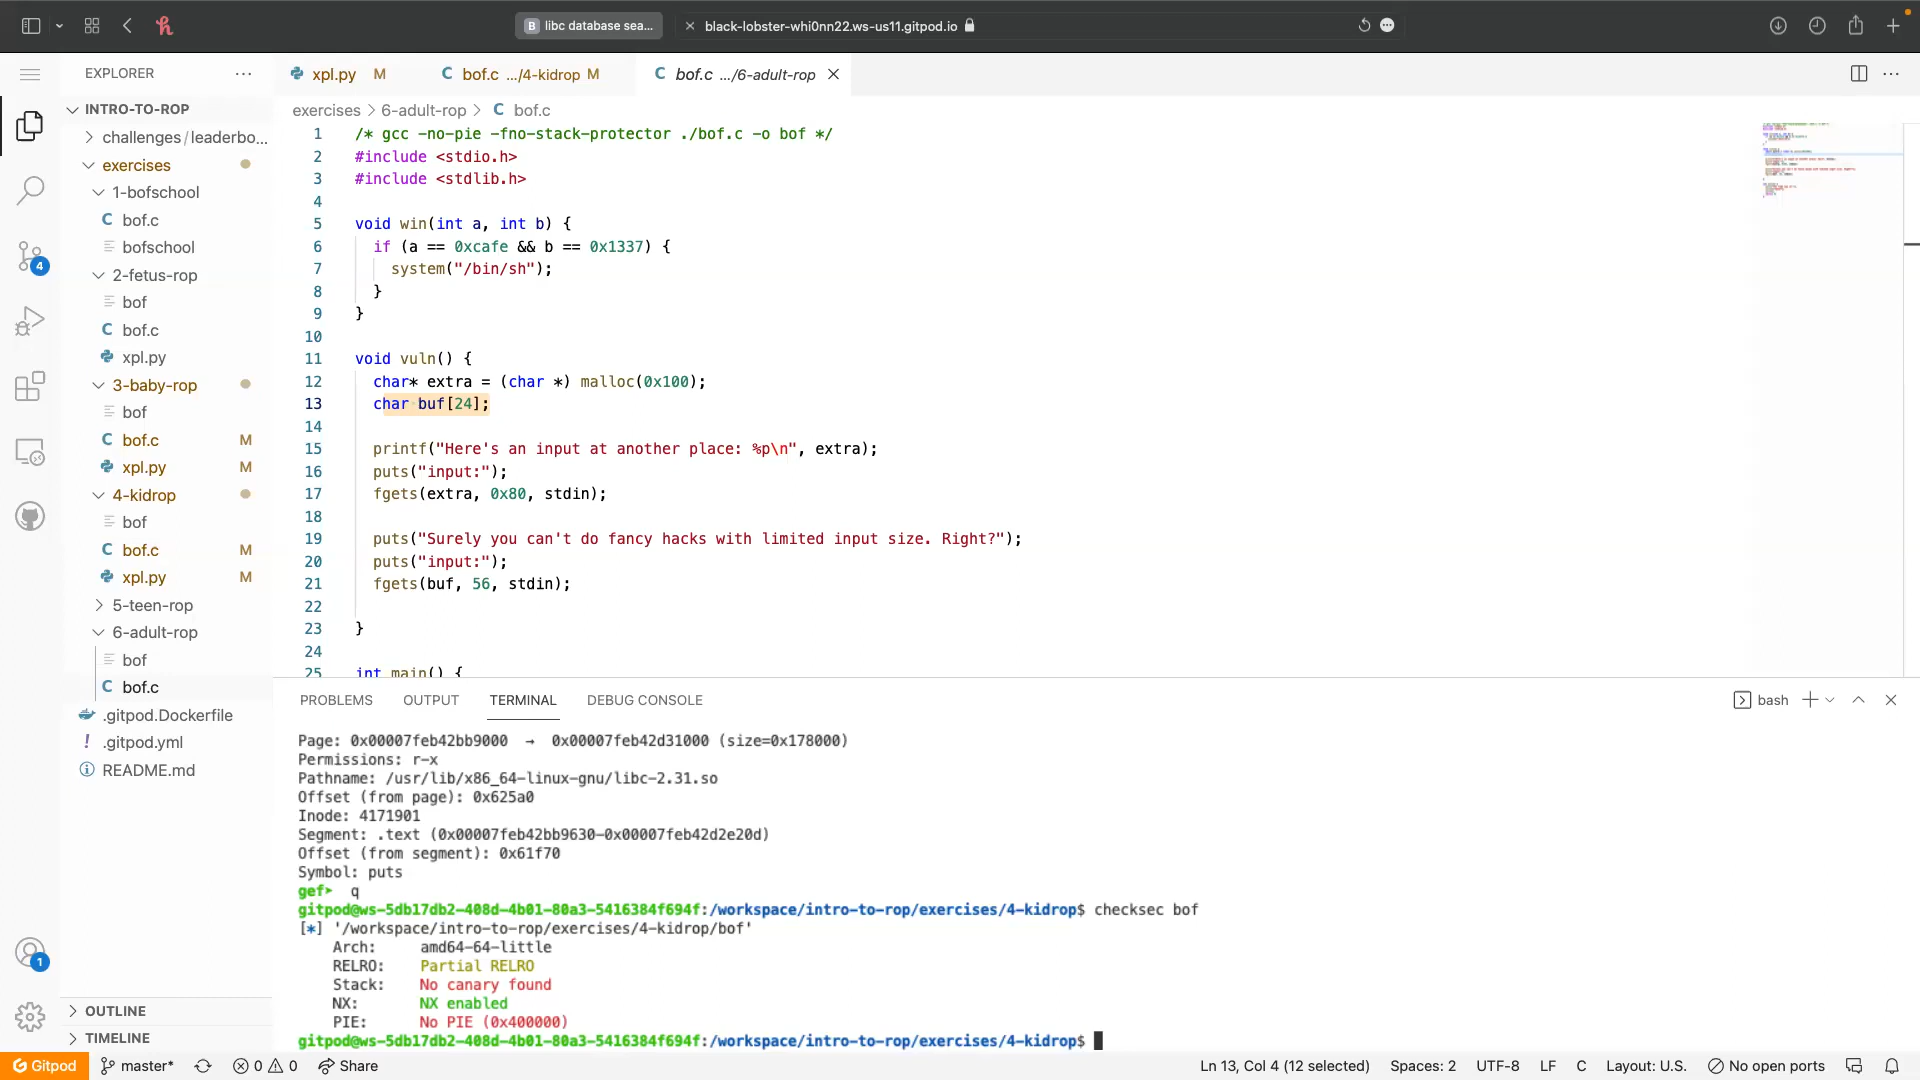 libc database sea...
black-lobster-whi0nn22.ws-us11.gitpod.io
EXPLORER
INTRO-TO-ROP
challenges/leaderbo...
exercises
1-bofschool
C bof.c
bofschool
2-fetus-rop
bof
C bof.c
xpl.py
3-baby-rop
bof
C bof.c M
xpl.py M
4-kidrop
bof
C bof.c M
xpl.py M
5-teen-rop
6-adult-rop
bof
C bof.c
.gitpod.Dockerfile
! .gitpod.yml
README.md
OUTLINE
TIMELINE
4
1
xpl.py M
C bof.c .../4-kidrop M
C bof.c .../6-adult-rop
exercises > 6-adult-rop > C bof.c
1 /* gcc -no-pie -fno-stack-protector ./bof.c -o bof */
2 #include <stdio.h>
3 #include <stdlib.h>
4
5 void win(int a, int b) {
6 if (a == 0xcafe && b == 0x1337) {
7 system("/bin/sh");
8 }
9 }
10
11 void vuln() {
12 char* extra = (char *) malloc(0x100);
13 char buf[24];
14
15 printf("Here's an input at another place: %p\n", extra);
16 puts("input:");
17 fgets(extra, 0x80, stdin);
18
19 puts("Surely you can't do fancy hacks with limited input size. Right?");
20 puts("input:");
21 fgets(buf, 56, stdin);
22
23 }
24
25 int main() {
PROBLEMS OUTPUT TERMINAL DEBUG CONSOLE
bash
Page: 0x00007feb42bb9000 → 0x00007feb42d31000 (size=0x178000)
Permissions: r-x
Pathname: /usr/lib/x86_64-linux-gnu/libc-2.31.so
Offset (from page): 0x625a0
Inode: 4171901
Segment: .text (0x00007feb42bb9630-0x00007feb42d2e20d)
Offset (from segment): 0x61f70
Symbol: puts
gef➤ q
gitpod@ws-5db17db2-408d-4b01-80a3-5416384f694f:/workspace/intro-to-rop/exercises/4-kidrop$ checksec bof
[*] '/workspace/intro-to-rop/exercises/4-kidrop/bof'
Arch: amd64-64-little
RELRO: Partial RELRO
Stack: No canary found
NX: NX enabled
PIE: No PIE (0x400000)
gitpod@ws-5db17db2-408d-4b01-80a3-5416384f694f:/workspace/intro-to-rop/exercises/4-kidrop$
Gitpod master* 0 0 Share Ln 13, Col 4 (12 selected) Spaces: 2 UTF-8 LF C Layout: U.S. No open ports